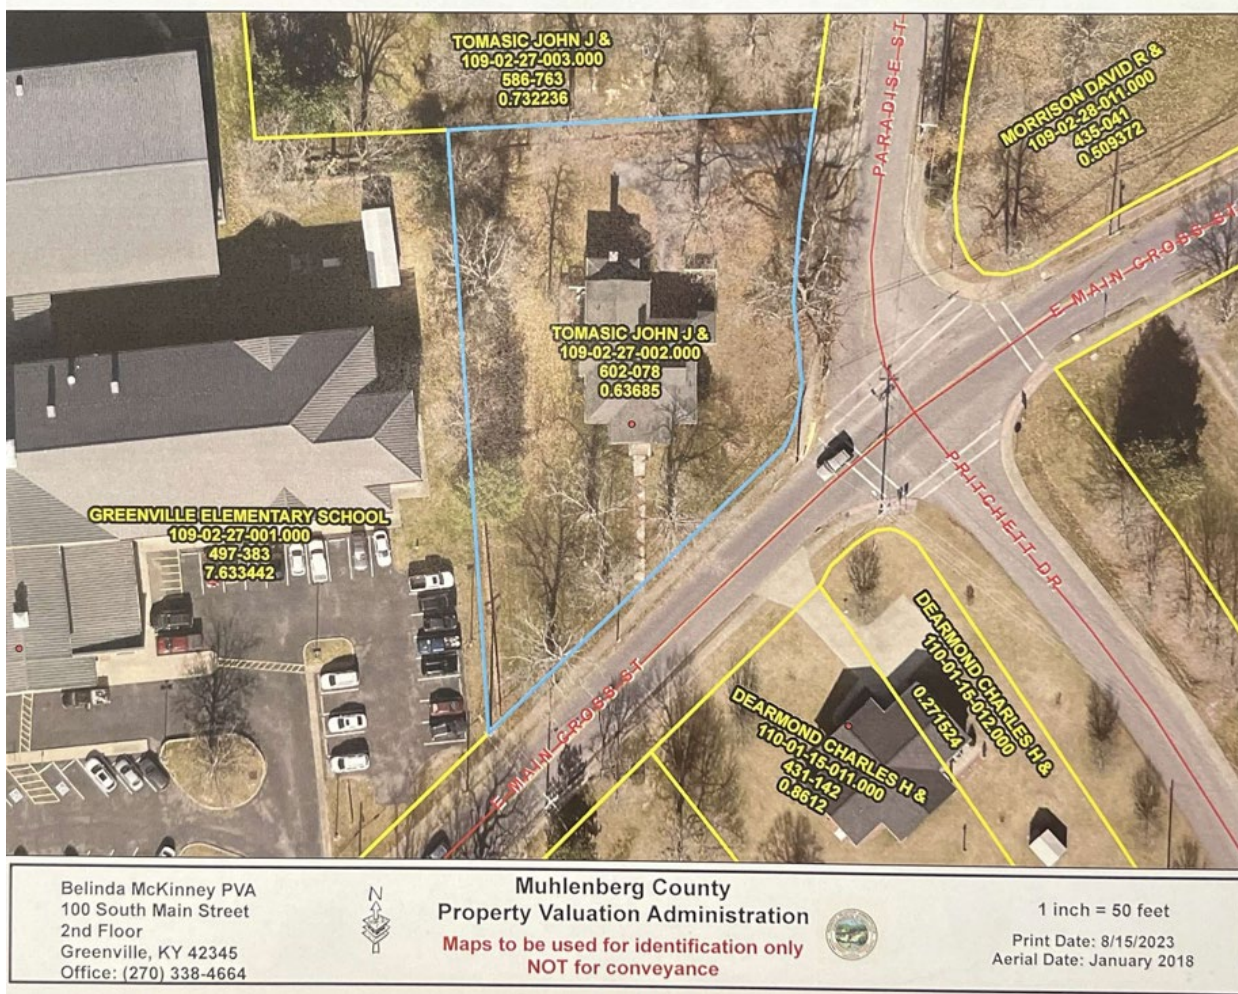 TOMASIC JOHN J &
109-02-27-003.000
586-763
0.732236
PARADISE ST
MORRISON DAVID R &
109-02-28-011.000
435-041
0.509372
E MAIN CROSS ST
TOMASIC JOHN J &
109-02-27-002.000
602-078
0.63685
PRITCHETT DR
GREENVILLE ELEMENTARY SCHOOL
109-02-27-001.000
497-383
7.633442
DEARMOND CHARLES H &
110-01-15-012.000
0.271524
E MAIN CROSS ST
DEARMOND CHARLES H &
110-01-15-011.000
431-142
0.8612
Belinda McKinney PVA
100 South Main Street
2nd Floor
Greenville, KY 42345
Office: (270) 338-4664
N
Muhlenberg County
Property Valuation Administration
Maps to be used for identification only
NOT for conveyance
1 inch = 50 feet
Print Date: 8/15/2023
Aerial Date: January 2018